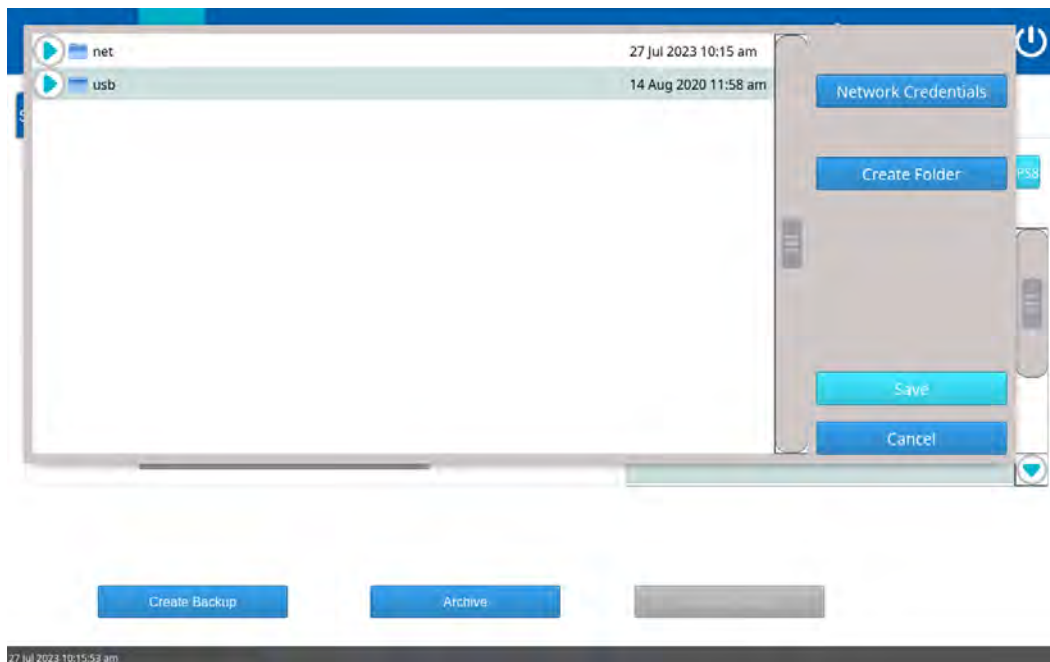 net 27 Jul 2023 10:15 am
usb 14 Aug 2020 11:58 am
Network Credentials
Create Folder
Save
Cancel
Create Backup Archive
27 Jul 2023 10:15:53 am